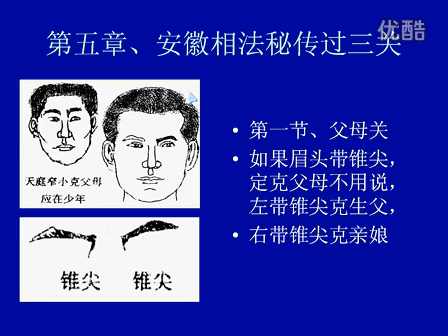 优酷
第五章、安徽相法秘传过三关
天庭窄小克父母
应在少年
锥尖 锥尖
• 第一节、父母关
• 如果眉头带锥尖，
定克父母不用说，
左带锥尖克生父，
• 右带锥尖克亲娘